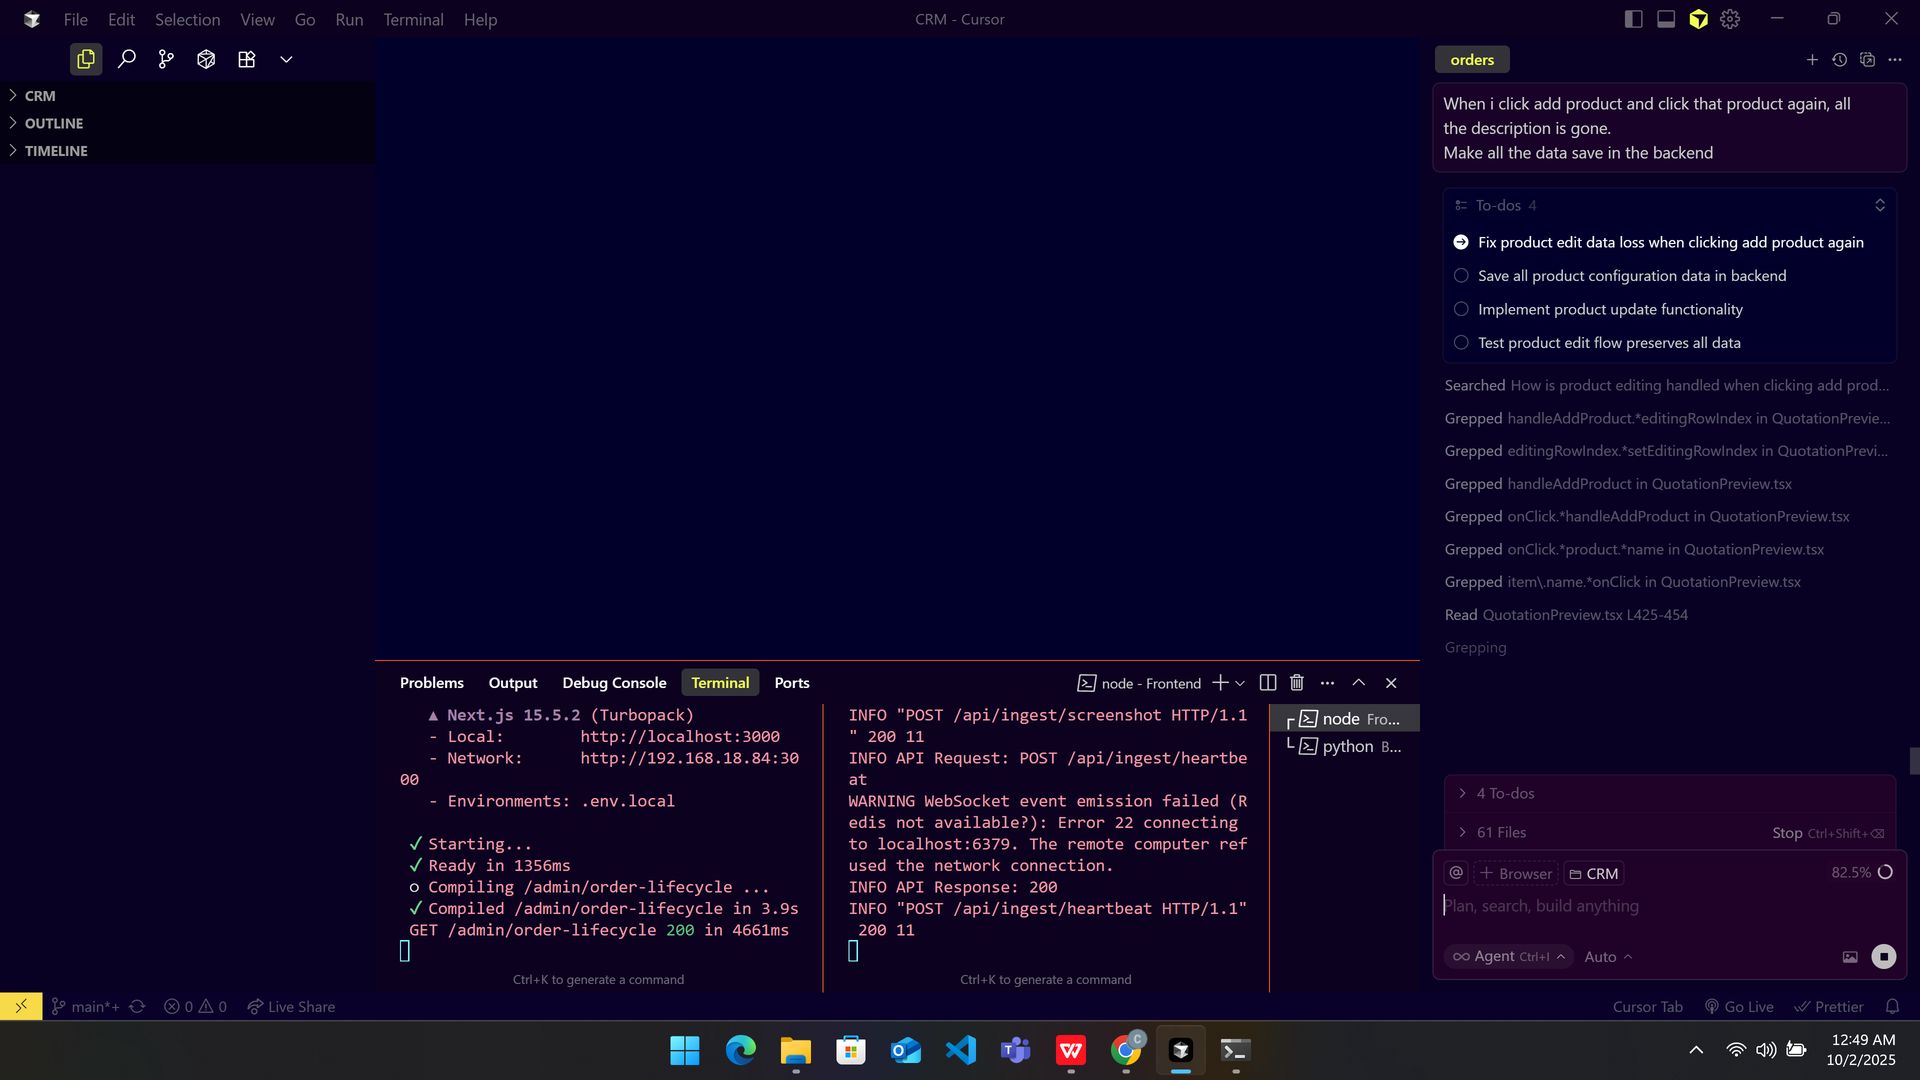 File Edit Selection View Go Run Terminal Help
CRM - Cursor
CRM
OUTLINE
TIMELINE
orders
When i click add product and click that product again, all
the description is gone.
Make all the data save in the backend
To-dos 4
Fix product edit data loss when clicking add product again
Save all product configuration data in backend
Implement product update functionality
Test product edit flow preserves all data
Searched How is product editing handled when clicking add prod...
Grepped handleAddProduct.*editingRowIndex in QuotationPrevie...
Grepped editingRowIndex.*setEditingRowIndex in QuotationPrevi...
Grepped handleAddProduct in QuotationPreview.tsx
Grepped onClick.*handleAddProduct in QuotationPreview.tsx
Grepped onClick.*product.*name in QuotationPreview.tsx
Grepped item\.name.*onClick in QuotationPreview.tsx
Read QuotationPreview.tsx L425-454
Grepping
4 To-dos
61 Files Stop Ctrl+Shift+⌫
@ + Browser CRM 82.5%
Plan, search, build anything
Agent Ctrl+I Auto
Problems Output Debug Console Terminal Ports
node - Frontend
▲ Next.js 15.5.2 (Turbopack)
- Local: http://localhost:3000
- Network: http://192.168.18.84:30
00
- Environments: .env.local
✓ Starting...
✓ Ready in 1356ms
○ Compiling /admin/order-lifecycle ...
✓ Compiled /admin/order-lifecycle in 3.9s
GET /admin/order-lifecycle 200 in 4661ms
Ctrl+K to generate a command
INFO "POST /api/ingest/screenshot HTTP/1.1
" 200 11
INFO API Request: POST /api/ingest/heartbe
at
WARNING WebSocket event emission failed (R
edis not available?): Error 22 connecting
to localhost:6379. The remote computer ref
used the network connection.
INFO API Response: 200
INFO "POST /api/ingest/heartbeat HTTP/1.1"
200 11
Ctrl+K to generate a command
node Fro...
python B...
main*+ 0 0 Live Share
Cursor Tab Go Live Prettier
12:49 AM
10/2/2025